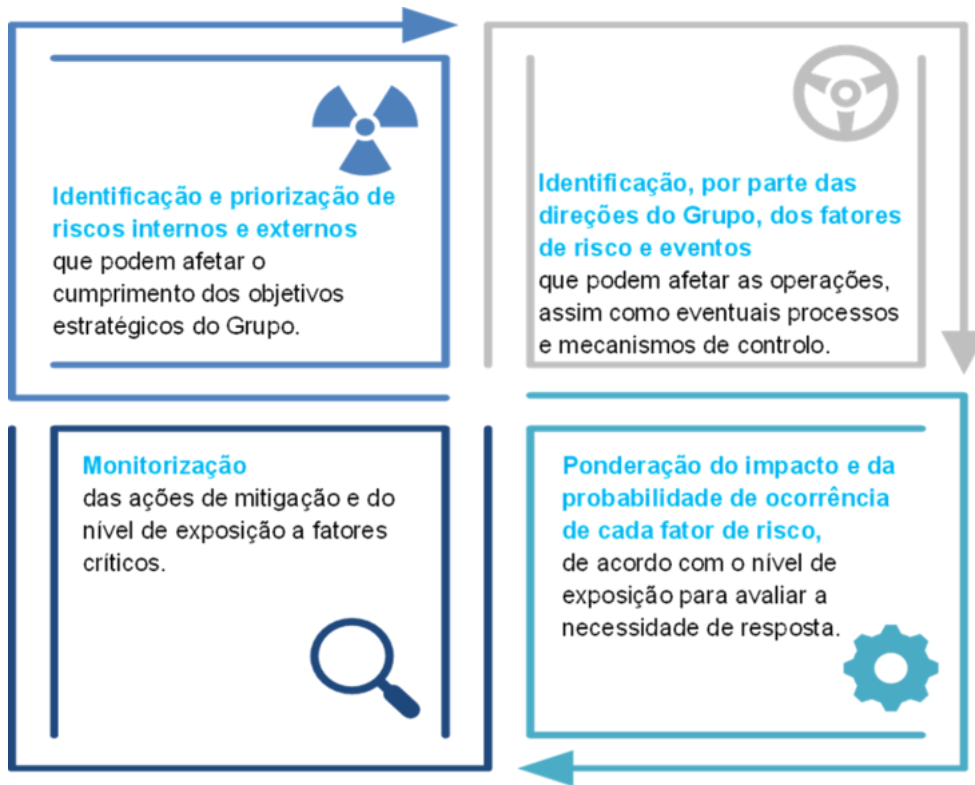 Identificação e priorização de
riscos internos e externos
que podem afetar o
cumprimento dos objetivos
estratégicos do Grupo.
Identificação, por parte das
direções do Grupo, dos fatores
de risco e eventos
que podem afetar as operações,
assim como eventuais processos
e mecanismos de controlo.
Ponderação do impacto e da
probabilidade de ocorrência
de cada fator de risco,
de acordo com o nível de
exposição para avaliar a
necessidade de resposta.
Monitorização
das ações de mitigação e do
nível de exposição a fatores
críticos.